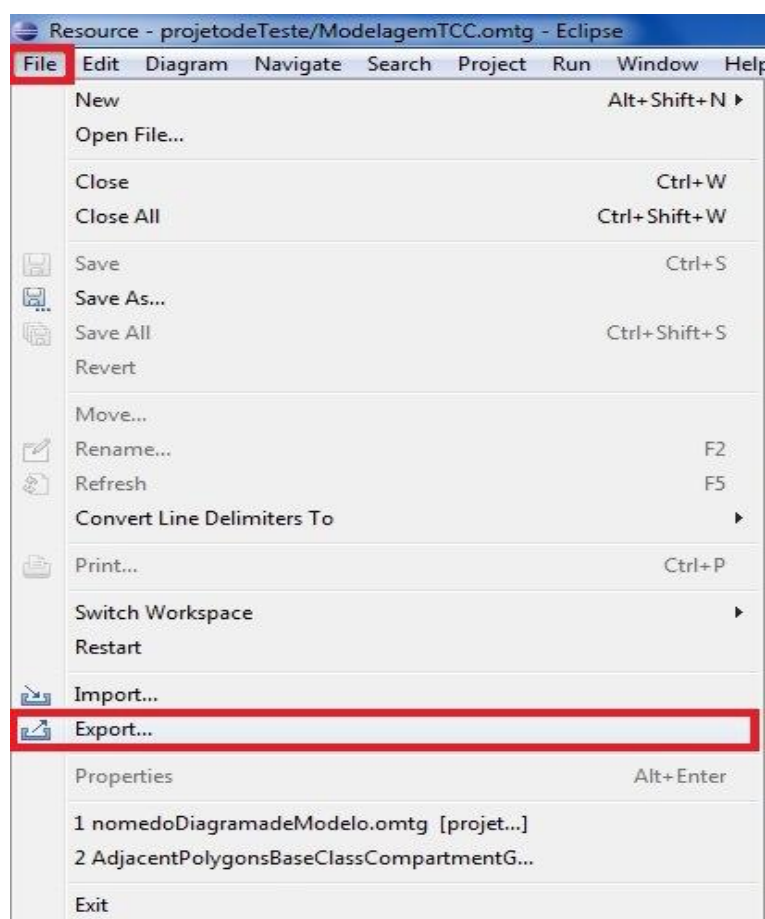 Resource - projetodeTeste/ModelagemTCC.omtg - Eclipse
File Edit Diagram Navigate Search Project Run Window Help
New Alt+Shift+N
Open File...
Close Ctrl+W
Close All Ctrl+Shift+W
Save Ctrl+S
Save As...
Save All Ctrl+Shift+S
Revert
Move...
Rename... F2
Refresh F5
Convert Line Delimiters To
Print... Ctrl+P
Switch Workspace
Restart
Import...
Export...
Properties Alt+Enter
1 nomedoDiagramadeModelo.omtg [projet...]
2 AdjacentPolygonsBaseClassCompartmentG...
Exit